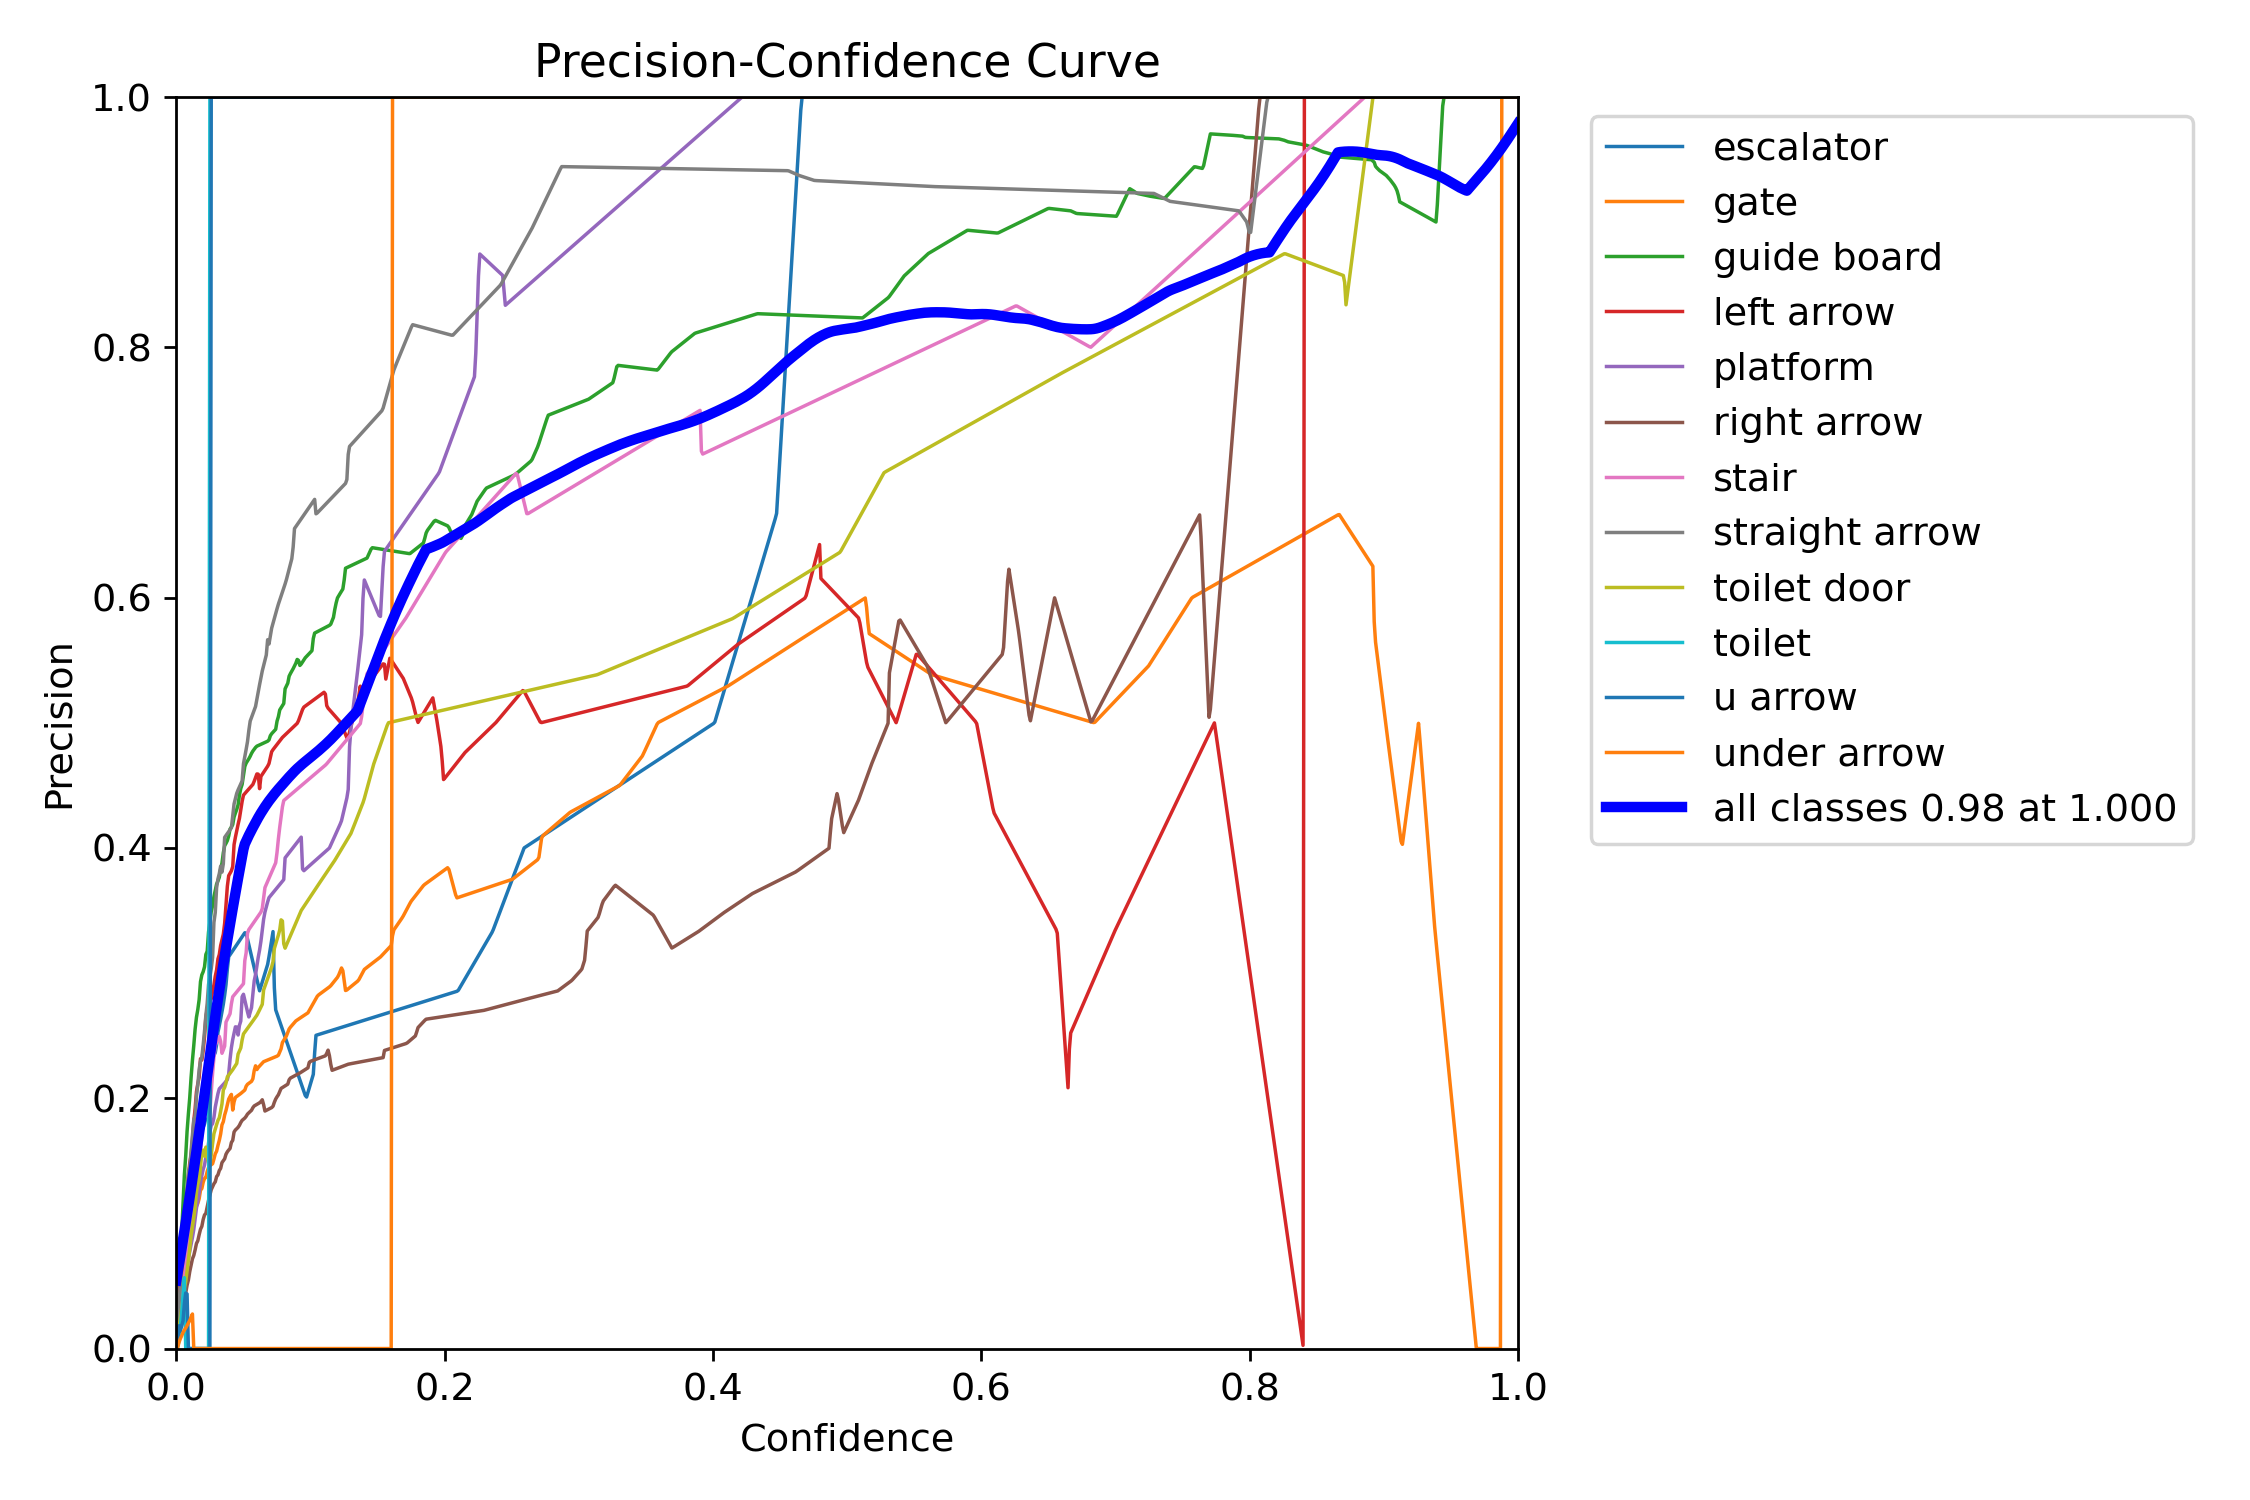 Precision-Confidence Curve
1.0
0.8
0.6
0.4
0.2
0.0
Precision
0.0 0.2 0.4 0.6 0.8 1.0
Confidence
escalator
gate
guide board
left arrow
platform
right arrow
stair
straight arrow
toilet door
toilet
u arrow
under arrow
all classes 0.98 at 1.000